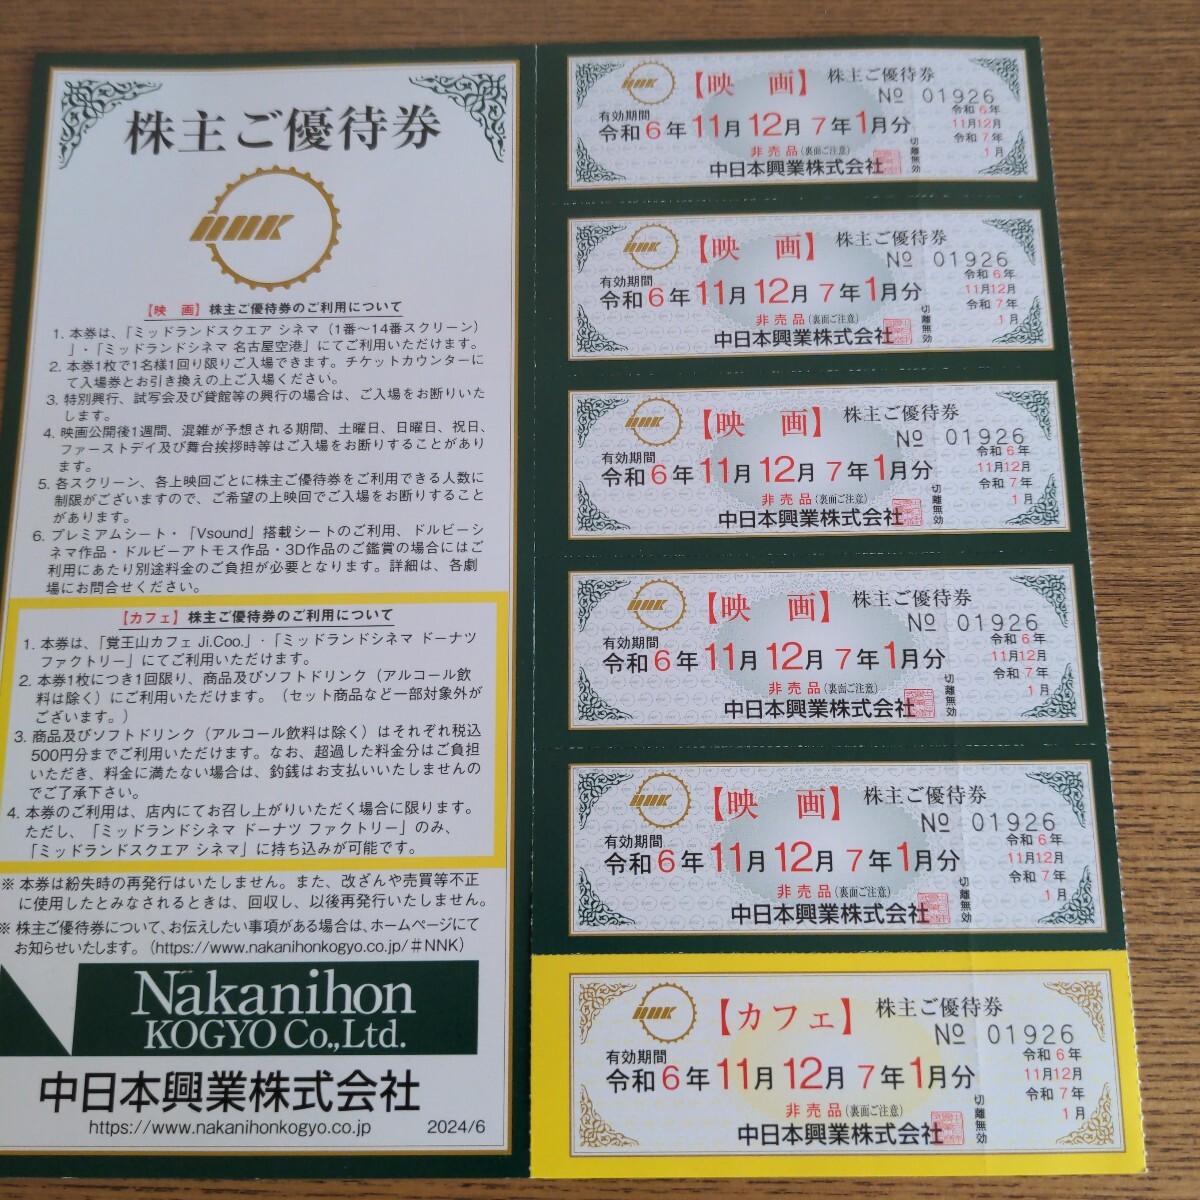 株主ご優待券
nnk
【映　画】株主ご優待券のご利用について
1. 本券は、「ミッドランドスクエア シネマ（1番〜14番スクリーン）
」・「ミッドランドシネマ 名古屋空港」にてご利用いただけます。
2. 本券1枚で1名様1回り限りご入場できます。チケットカウンターに
て入場券とお引き換えの上ご入場ください。
3. 特別興行、試写会及び貸館等の興行の場合は、ご入場をお断りいた
します。
4. 映画公開後1週間、混雑が予想される期間、土曜日、日曜日、祝日、
ファーストデイ及び舞台挨拶時等はご入場をお断りすることがあり
ます。
5. 各スクリーン、各上映回ごとに株主ご優待券をご利用できる人数に
制限がございますので、ご希望の上映回でご入場をお断りすること
があります。
6. プレミアムシート・「Vsound」搭載シートのご利用、ドルビーシ
ネマ作品・ドルビーアトモス作品・3D作品のご鑑賞の場合にはご
利用にあたり別途料金のご負担が必要となります。詳細は、各劇
場にお問合せください。
【カフェ】株主ご優待券のご利用について
1. 本券は、「覚王山カフェ Ji.Coo.」・「ミッドランドシネマ ドーナツ
ファクトリー」にてご利用いただけます。
2. 本券1枚につき1回限り、商品及びソフトドリンク（アルコール飲
料は除く）にご利用いただけます。（セット商品など一部対象外が
ございます。）
3. 商品及びソフトドリンク（アルコール飲料は除く）はそれぞれ税込
500円分までご利用いただけます。なお、超過した料金分はご負担
いただき、料金に満たない場合は、釣銭はお支払いいたしませんの
でご了承下さい。
4. 本券のご利用は、店内にてお召し上がりいただく場合に限ります。
ただし、「ミッドランドシネマ ドーナツ ファクトリー」のみ、
「ミッドランドスクエア シネマ」に持ち込みが可能です。
※ 本券は紛失時の再発行はいたしません。また、改ざんや売買等不正
に使用したとみなされるときは、回収し、以後再発行いたしません。
※ 株主ご優待券について、お伝えしたい事項がある場合は、ホームページにて
お知らせいたします。（https://www.nakanihonkogyo.co.jp/＃NNK）
Nakanihon
KOGYO Co.,Ltd.
中日本興業株式会社
https://www.nakanihonkogyo.co.jp 2024/6
nnk
【映　画】 株主ご優待券
№ 01926
有効期間
令和6年11月12月7年1月分
令和 6年
11月12月
令和 7年
1月
非売品（裏面ご注意）
中日本興業株式会社
切離無効
nnk
【映　画】 株主ご優待券
№ 01926
有効期間
令和6年11月12月7年1月分
令和 6年
11月12月
令和 7年
1月
非売品（裏面ご注意）
中日本興業株式会社
切離無効
nnk
【映　画】 株主ご優待券
№ 01926
有効期間
令和6年11月12月7年1月分
令和 6年
11月12月
令和 7年
1月
非売品（裏面ご注意）
中日本興業株式会社
切離無効
nnk
【映　画】 株主ご優待券
№ 01926
有効期間
令和6年11月12月7年1月分
令和 6年
11月12月
令和 7年
1月
非売品（裏面ご注意）
中日本興業株式会社
切離無効
nnk
【映　画】 株主ご優待券
№ 01926
有効期間
令和6年11月12月7年1月分
令和 6年
11月12月
令和 7年
1月
非売品（裏面ご注意）
中日本興業株式会社
切離無効
nnk
【カフェ】 株主ご優待券
№ 01926
有効期間
令和6年11月12月7年1月分
令和 6年
11月12月
令和 7年
1月
非売品（裏面ご注意）
中日本興業株式会社
切離無効